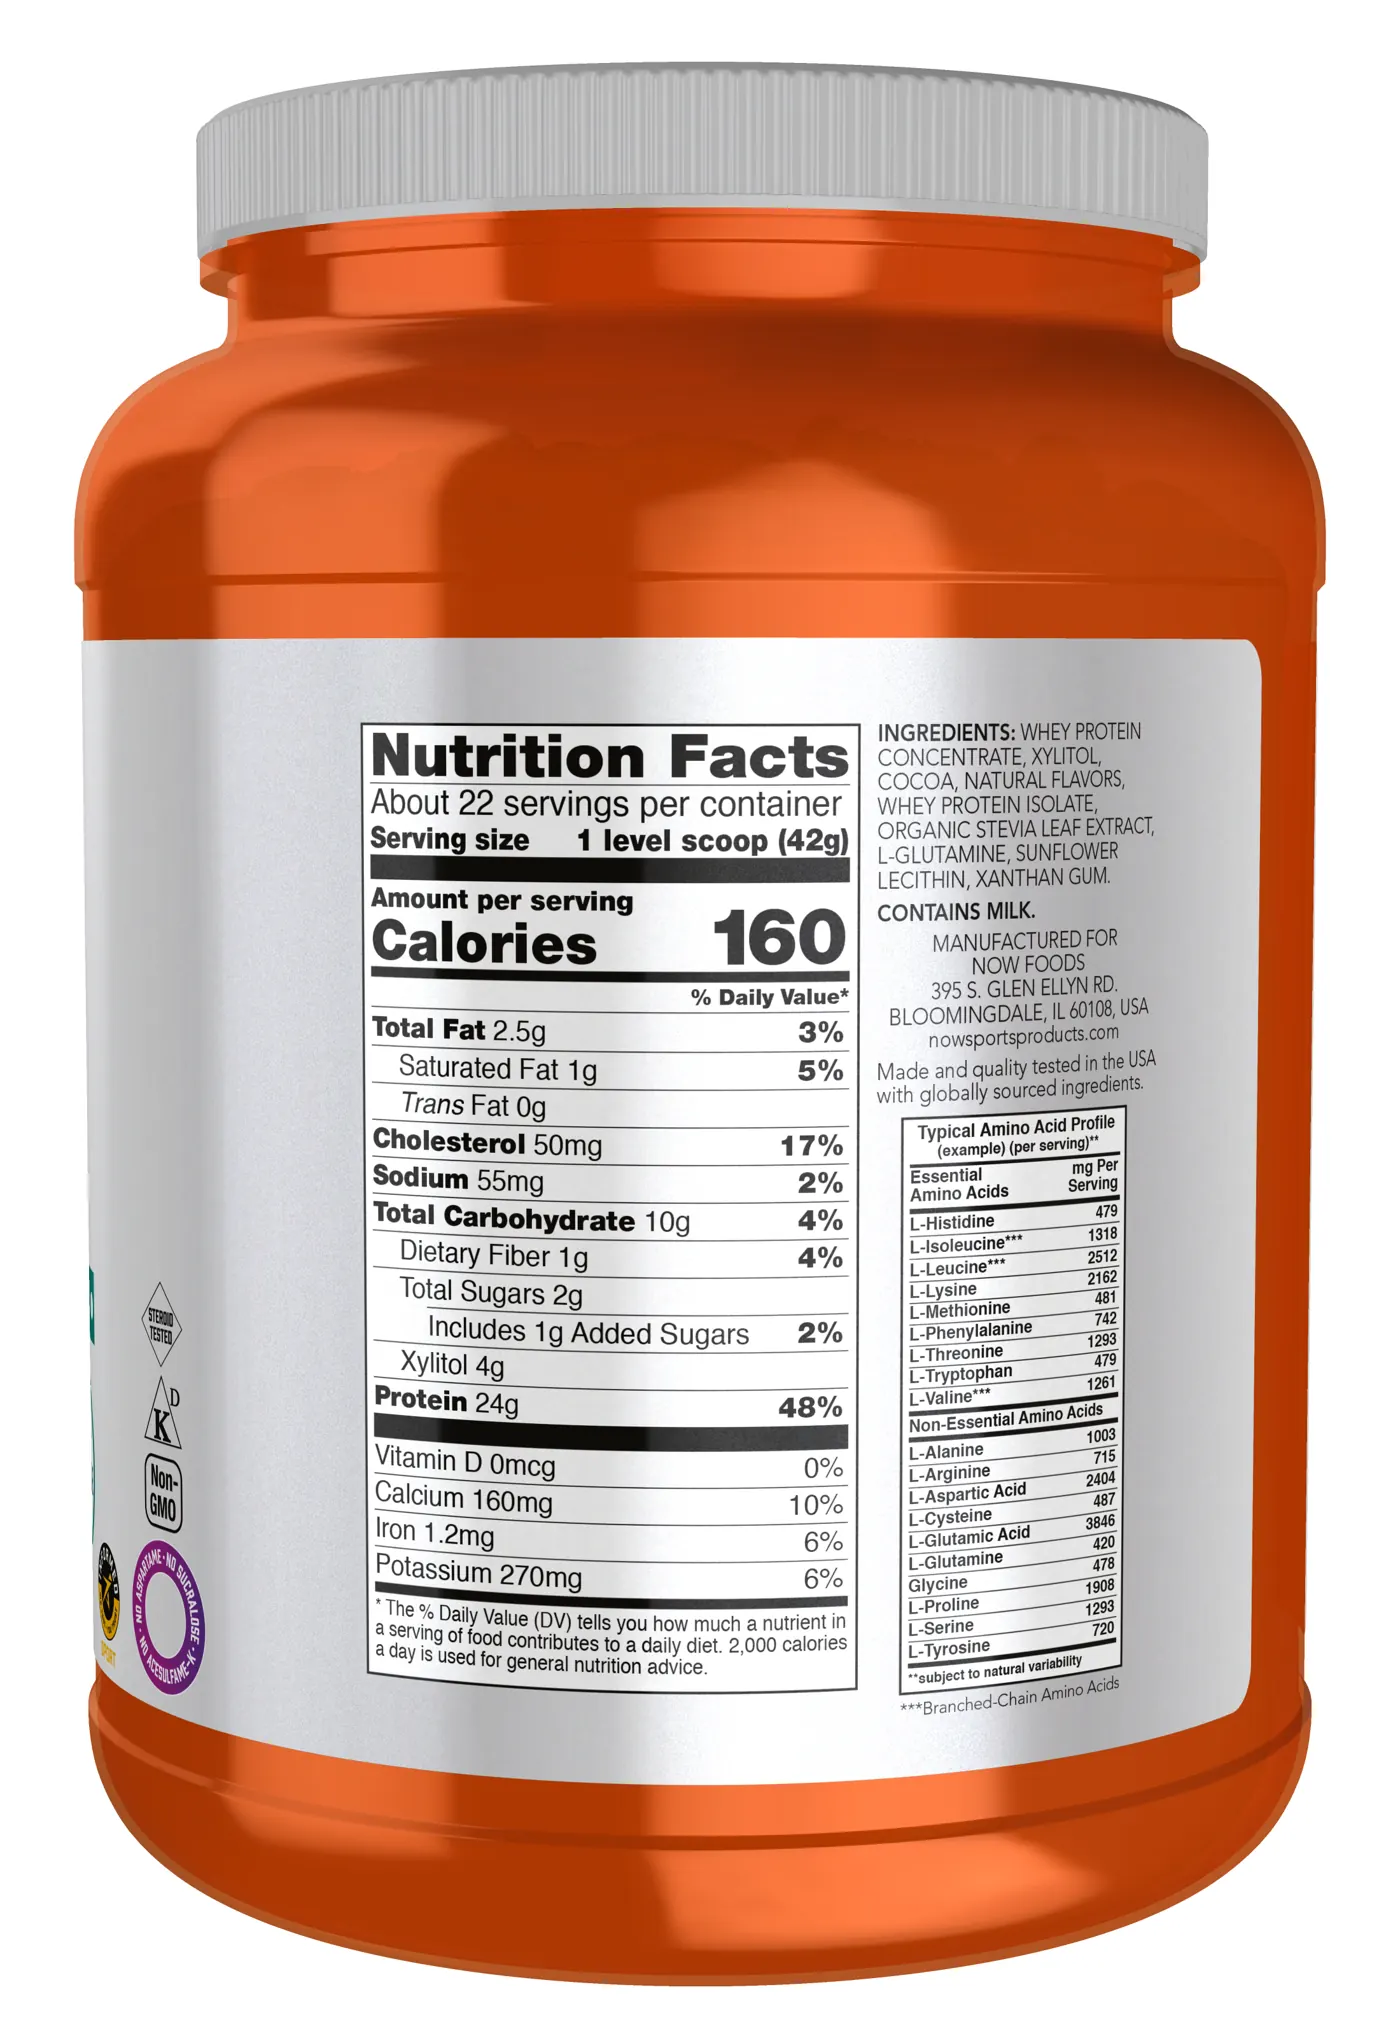 Nutrition Facts
About 22 servings per container
Serving size 1 level scoop (42g)
Amount per serving
Calories 160
% Daily Value*
Total Fat 2.5g 3%
Saturated Fat 1g 5%
Trans Fat 0g
Cholesterol 50mg 17%
Sodium 55mg 2%
Total Carbohydrate 10g 4%
Dietary Fiber 1g 4%
Total Sugars 2g
Includes 1g Added Sugars 2%
Xylitol 4g
Protein 24g 48%
Vitamin D 0mcg 0%
Calcium 160mg 10%
Iron 1.2mg 6%
Potassium 270mg 6%
* The % Daily Value (DV) tells you how much a nutrient in
a serving of food contributes to a daily diet. 2,000 calories
a day is used for general nutrition advice.
INGREDIENTS: WHEY PROTEIN
CONCENTRATE, XYLITOL,
COCOA, NATURAL FLAVORS,
WHEY PROTEIN ISOLATE,
ORGANIC STEVIA LEAF EXTRACT,
L-GLUTAMINE, SUNFLOWER
LECITHIN, XANTHAN GUM.
CONTAINS MILK.
MANUFACTURED FOR
NOW FOODS
395 S. GLEN ELLYN RD.
BLOOMINGDALE, IL 60108, USA
nowsportsproducts.com
Made and quality tested in the USA
with globally sourced ingredients.
Typical Amino Acid Profile
(example) (per serving)**
Essential
Amino Acids
mg Per
Serving
L-Histidine 479
L-Isoleucine*** 1318
L-Leucine*** 2512
L-Lysine 2162
L-Methionine 481
L-Phenylalanine 742
L-Threonine 1293
L-Tryptophan 479
L-Valine*** 1261
Non-Essential Amino Acids
L-Alanine 1003
L-Arginine 715
L-Aspartic Acid 2404
L-Cysteine 487
L-Glutamic Acid 3846
L-Glutamine 420
Glycine 478
L-Proline 1908
L-Serine 1293
L-Tyrosine 720
**subject to natural variability
***Branched-Chain Amino Acids
STEROID
TESTED
K D
Non-
GMO
NO ASPARTAME • NO SUCRALOSE • NO ACESULFAME-K •
SPORT